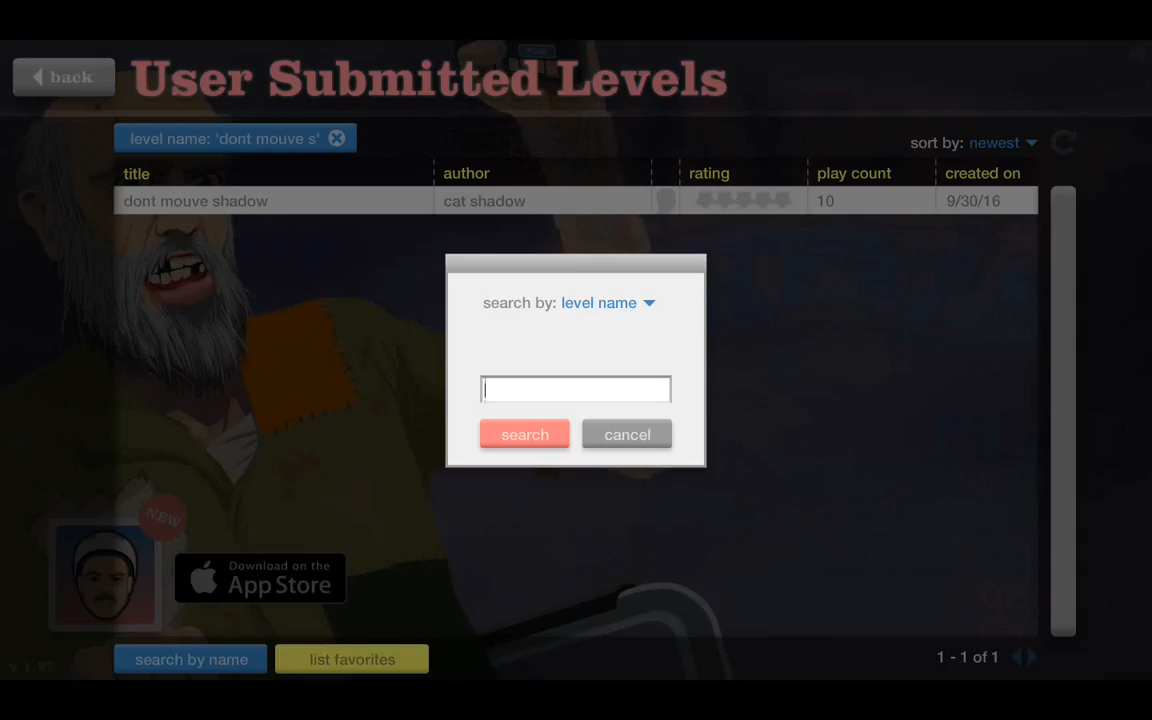 back
User Submitted Levels
level name: 'dont mouve s'
sort by: newest
title author rating play count created on
dont mouve shadow cat shadow 10 9/30/16
search by: level name
search cancel
NEW
Download on the
App Store
search by name list favorites 1 - 1 of 1